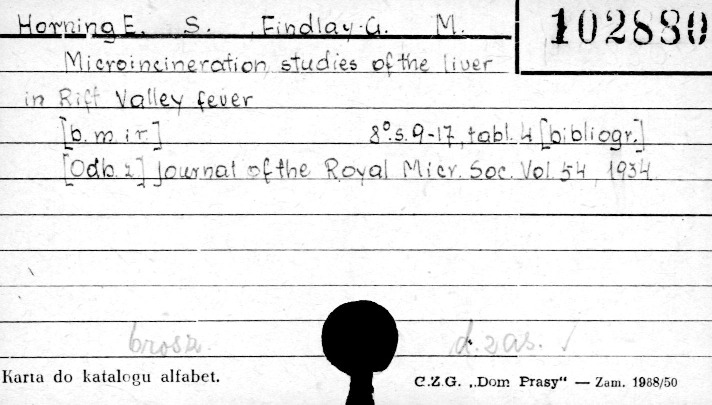 Horning E. S. Findlay G. M.
102880
Microincineration studies of the liver
in Rift Valley fever
[b. m. i r.] 8°. s. 9-17, tabl. 4 [bibliogr.]
[Odb. z] Journal of the Royal Micr. Soc. Vol. 54, 1934
brosz. d. zas. √
Karta do katalogu alfabet.
C.Z.G. „Dom Prasy“ — Zam. 1988/50